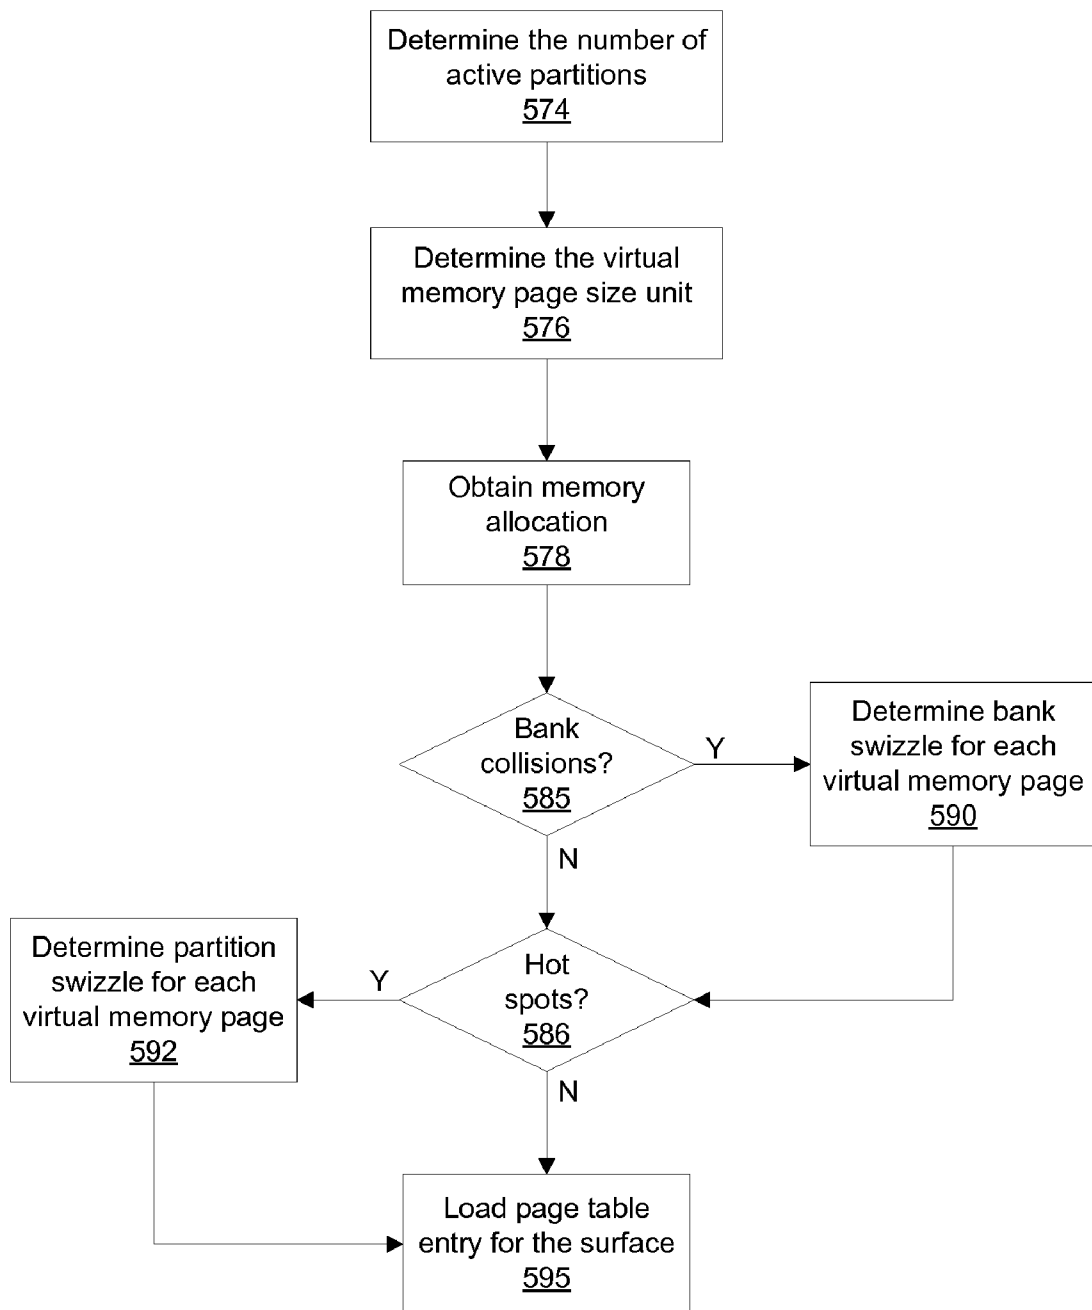 Determine the number of
active partitions
574
Determine the virtual
memory page size unit
576
Obtain memory
allocation
578
Bank
collisions?
585
Y
N
Determine bank
swizzle for each
virtual memory page
590
Hot
spots?
586
Y
N
Determine partition
swizzle for each
virtual memory page
592
Load page table
entry for the surface
595